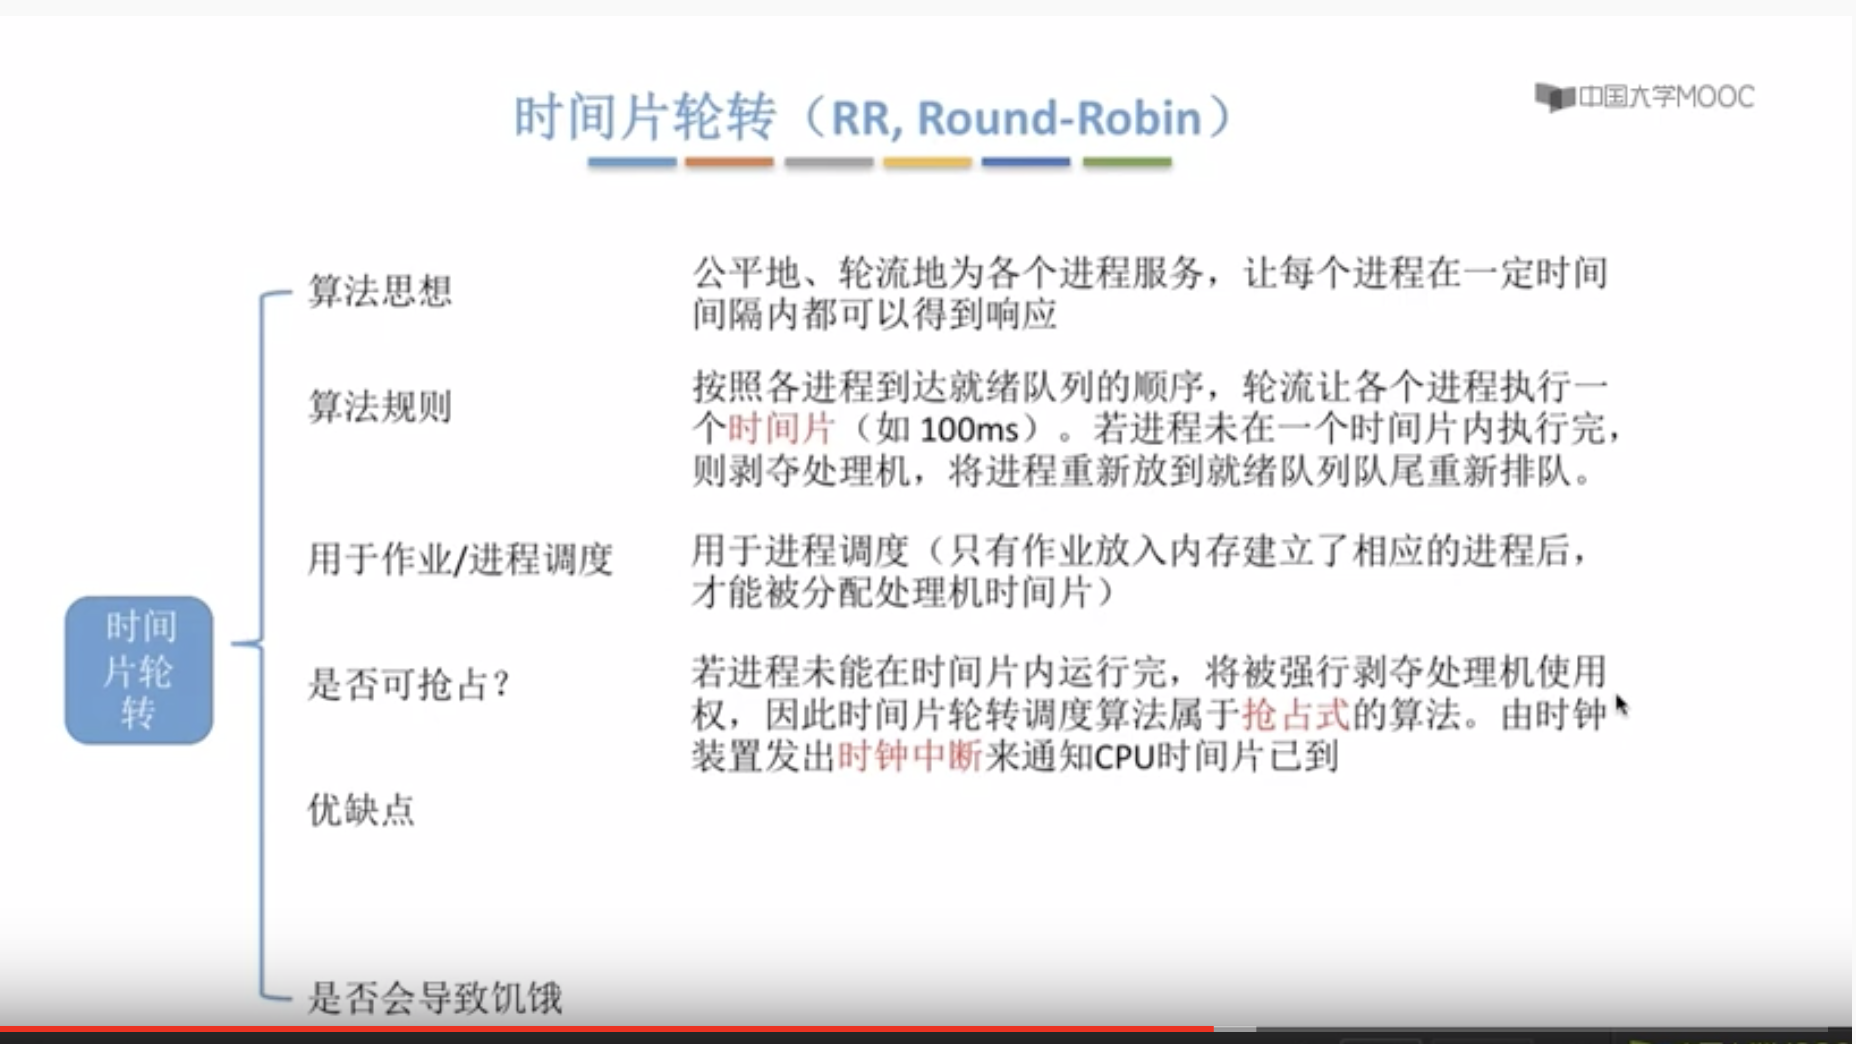 时间片轮转（RR, Round-Robin）
中国大学MOOC
算法思想
公平地、轮流地为各个进程服务，让每个进程在一定时间
间隔内都可以得到响应
算法规则
按照各进程到达就绪队列的顺序，轮流让各个进程执行一
个时间片（如 100ms）。若进程未在一个时间片内执行完，
则剥夺处理机，将进程重新放到就绪队列队尾重新排队。
用于作业/进程调度
用于进程调度（只有作业放入内存建立了相应的进程后，
才能被分配处理机时间片）
时间
片轮
转
是否可抢占？
若进程未能在时间片内运行完，将被强行剥夺处理机使用
权，因此时间片轮转调度算法属于抢占式的算法。由时钟
装置发出时钟中断来通知CPU时间片已到
优缺点
是否会导致饥饿